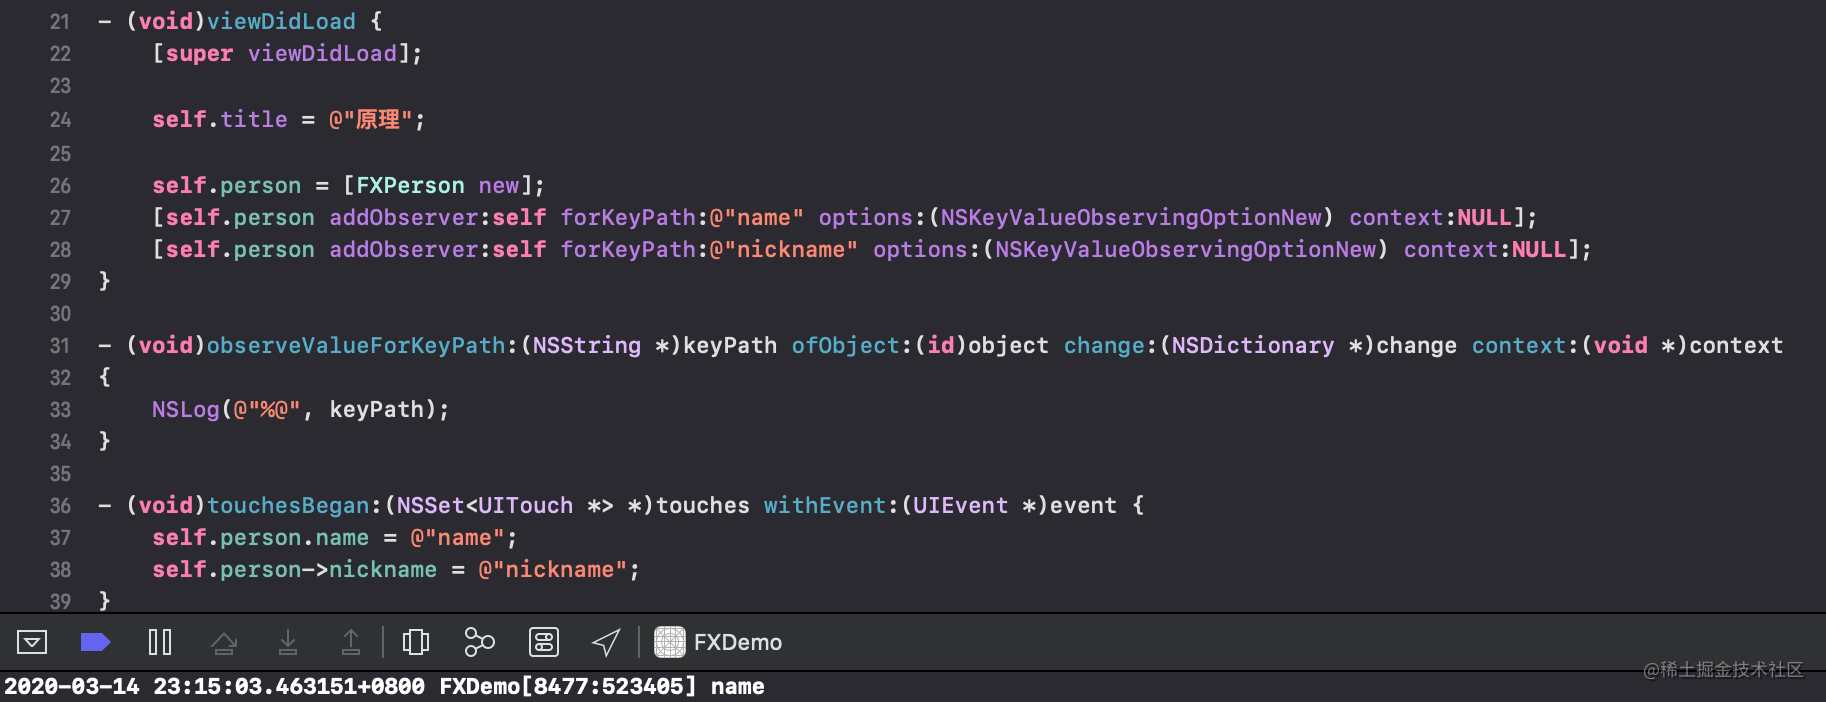 21 - (void)viewDidLoad {
22     [super viewDidLoad];
23
24     self.title = @"原理";
25
26     self.person = [FXPerson new];
27     [self.person addObserver:self forKeyPath:@"name" options:(NSKeyValueObservingOptionNew) context:NULL];
28     [self.person addObserver:self forKeyPath:@"nickname" options:(NSKeyValueObservingOptionNew) context:NULL];
29 }
30
31 - (void)observeValueForKeyPath:(NSString *)keyPath ofObject:(id)object change:(NSDictionary *)change context:(void *)context
32 {
33     NSLog(@"%@", keyPath);
34 }
35
36 - (void)touchesBegan:(NSSet<UITouch *> *)touches withEvent:(UIEvent *)event {
37     self.person.name = @"name";
38     self.person->nickname = @"nickname";
39 }
FXDemo
@稀土掘金技术社区
2020-03-14 23:15:03.463151+0800 FXDemo[8477:523405] name